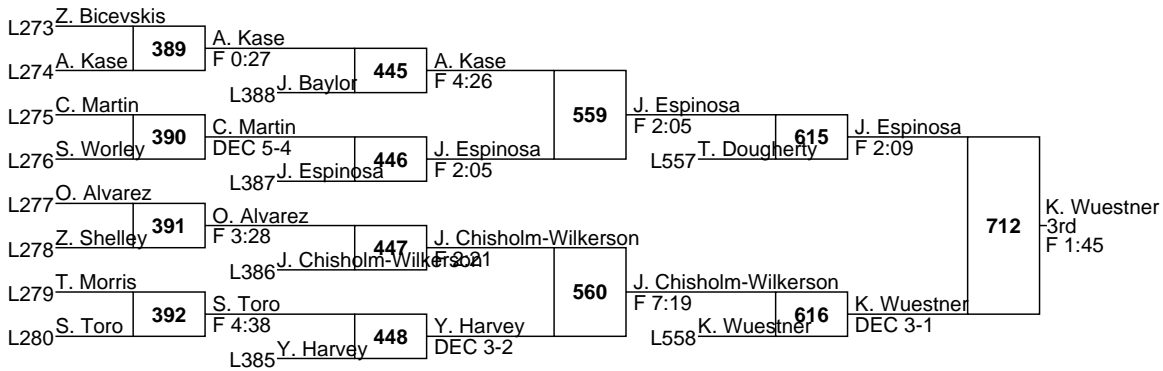 Z. Bicevskis
L273
389
A. Kase
F 0:27
A. Kase
L274
445
A. Kase
F 4:26
J. Baylor
L388
C. Martin
L275
390
C. Martin
DEC 5-4
S. Worley
L276
446
J. Espinosa
F 2:05
J. Espinosa
L387
559
J. Espinosa
F 2:05
T. Dougherty
L557
615
J. Espinosa
F 2:09
O. Alvarez
L277
391
O. Alvarez
F 3:28
Z. Shelley
L278
447
J. Chisholm-Wilkerson
F 2:21
J. Chisholm-Wilkerson
L386
T. Morris
L279
392
S. Toro
F 4:38
S. Toro
L280
448
Y. Harvey
DEC 3-2
Y. Harvey
L385
560
J. Chisholm-Wilkerson
F 7:19
K. Wuestner
L558
616
K. Wuestner
DEC 3-1
712
K. Wuestner
3rd
F 1:45